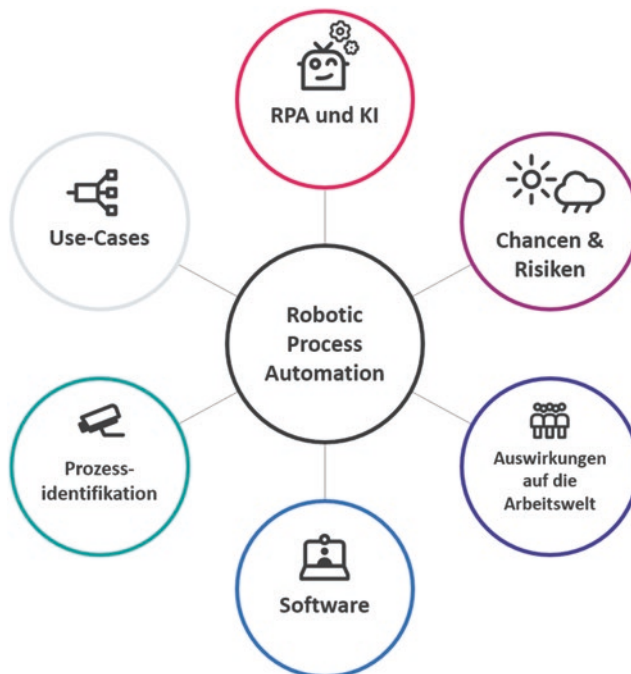 RPA und KI
Use-Cases
Chancen &
Risiken
Robotic
Process
Automation
Prozess-
identifikation
Auswirkungen
auf die
Arbeitswelt
Software